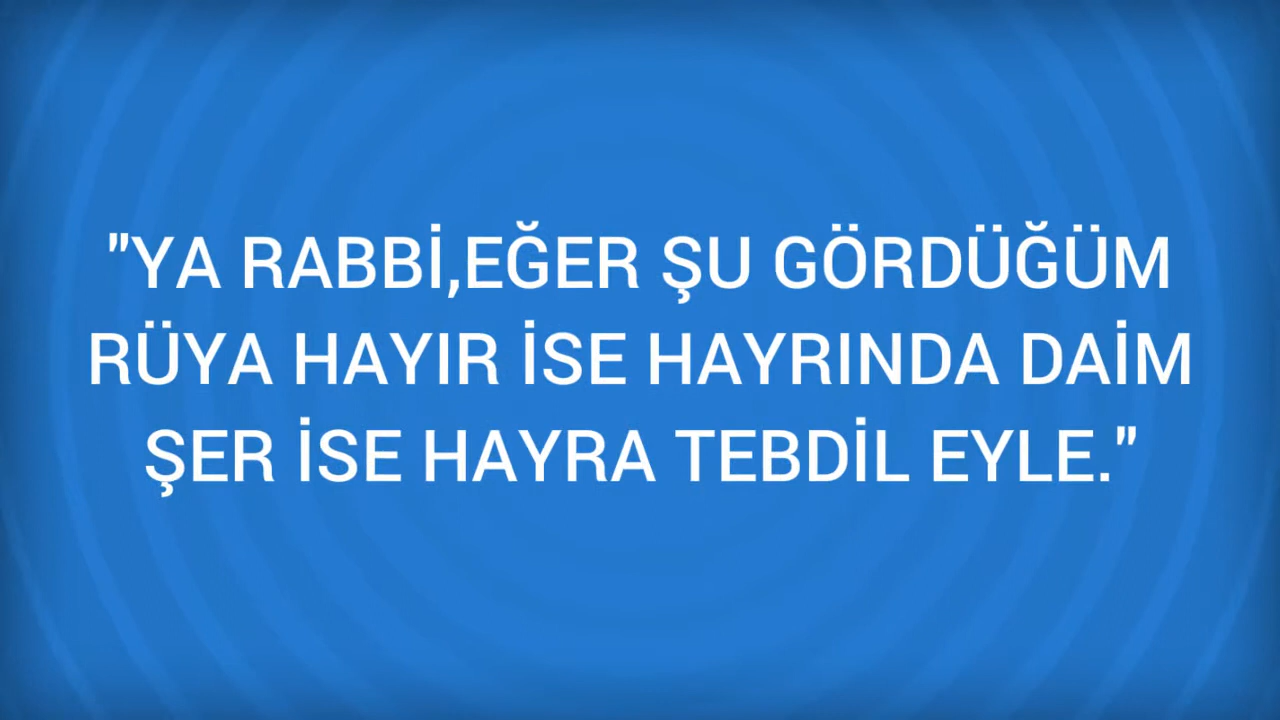 "YA RABBİ,EĞER ŞU GÖRDÜĞÜM
RÜYA HAYIR İSE HAYRINDA DAİM
ŞER İSE HAYRA TEBDİL EYLE."